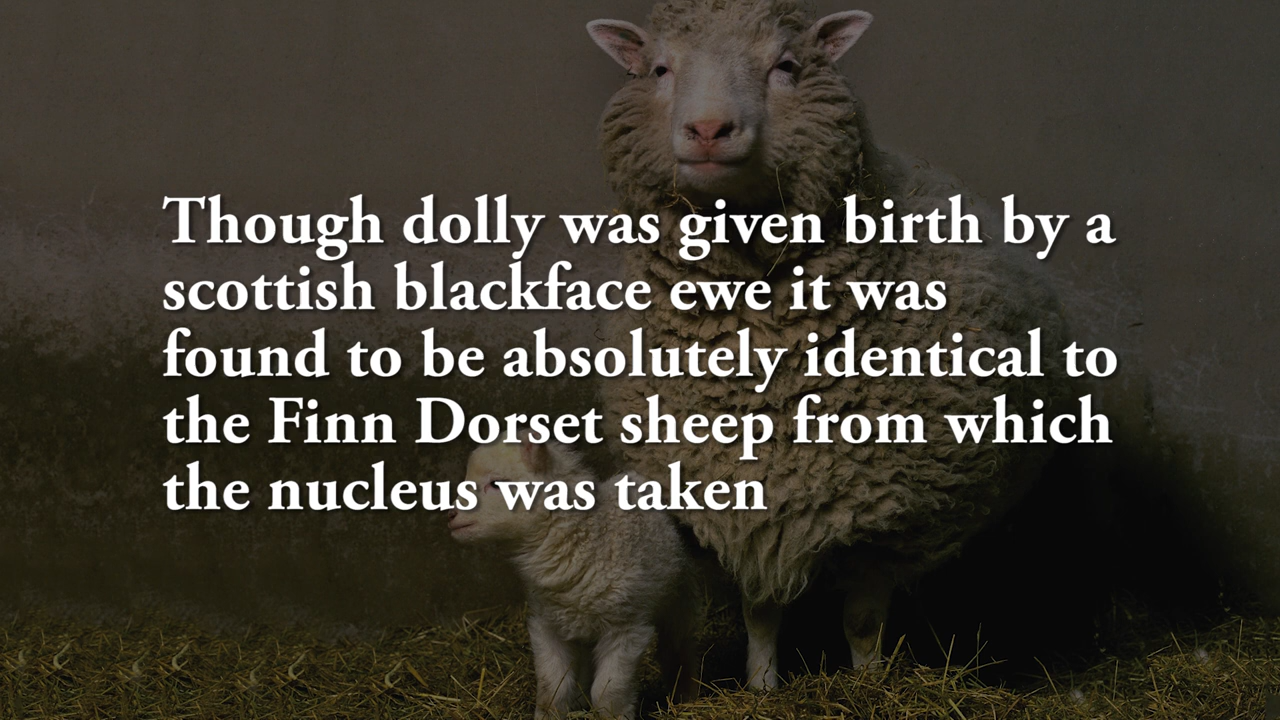 Though dolly was given birth by a
scottish blackface ewe it was
found to be absolutely identical to
the Finn Dorset sheep from which
the nucleus was taken